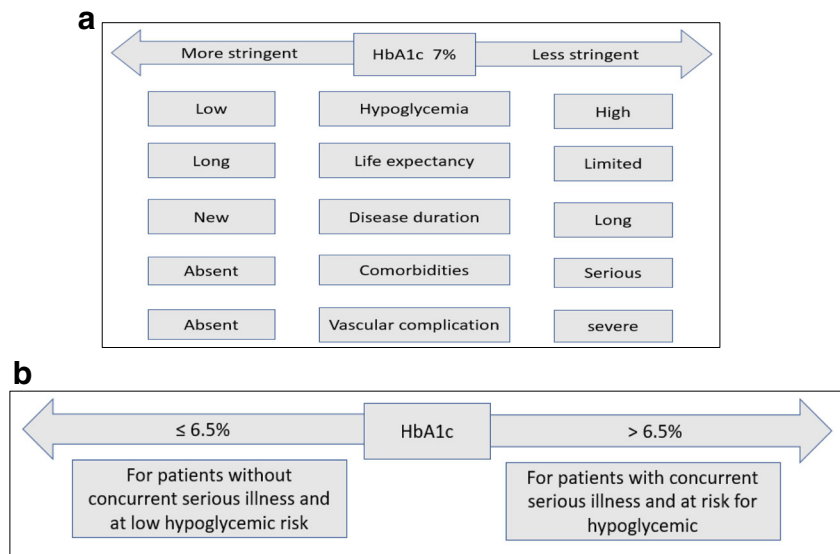 a
More stringent HbA1c 7% Less stringent
Low Hypoglycemia High
Long Life expectancy Limited
New Disease duration Long
Absent Comorbidities Serious
Absent Vascular complication severe
b
≤ 6.5% HbA1c > 6.5%
For patients without
concurrent serious illness and
at low hypoglycemic risk
For patients with concurrent
serious illness and at risk for
hypoglycemic